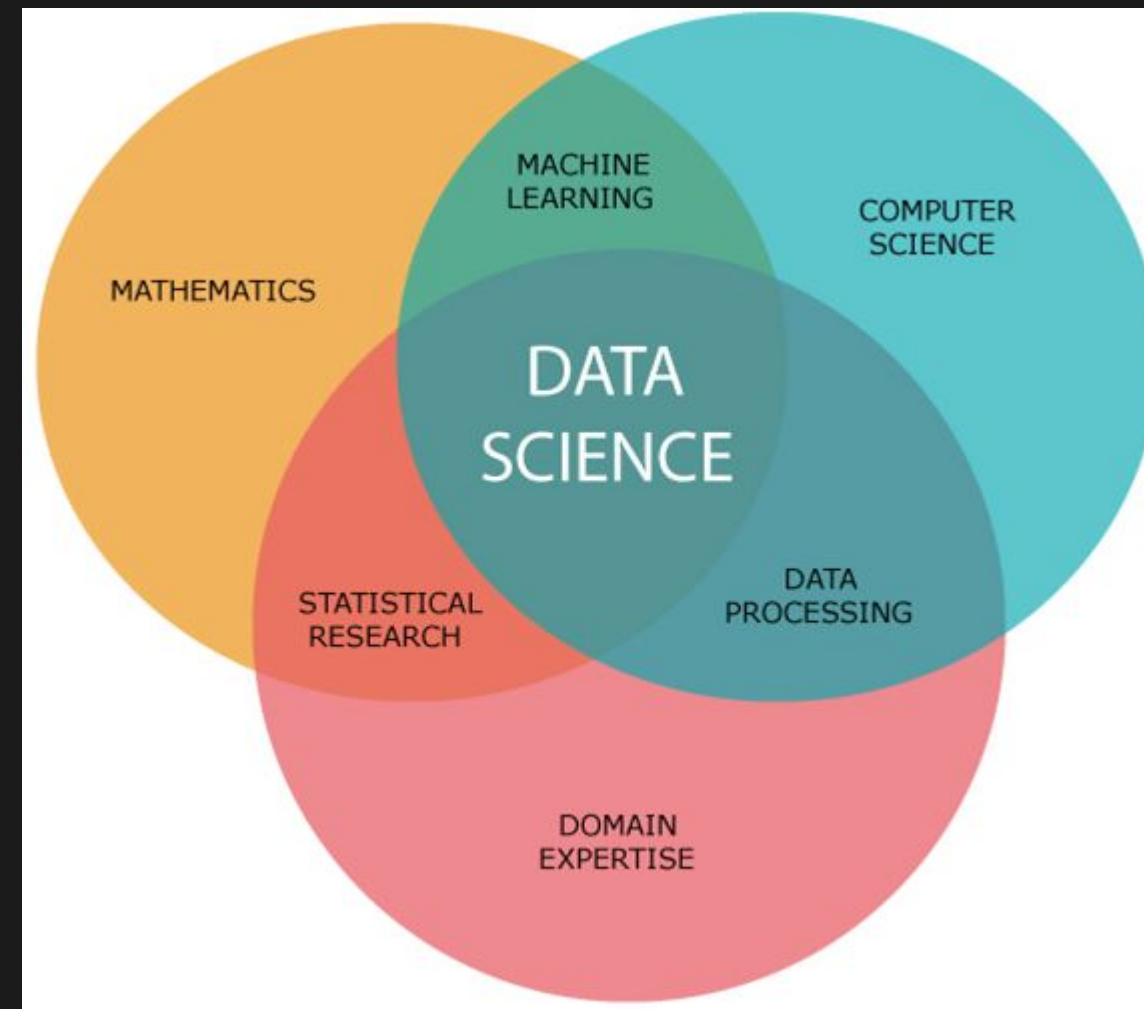 MACHINE
LEARNING
COMPUTER
SCIENCE
MATHEMATICS
DATA
SCIENCE
DATA
PROCESSING
STATISTICAL
RESEARCH
DOMAIN
EXPERTISE